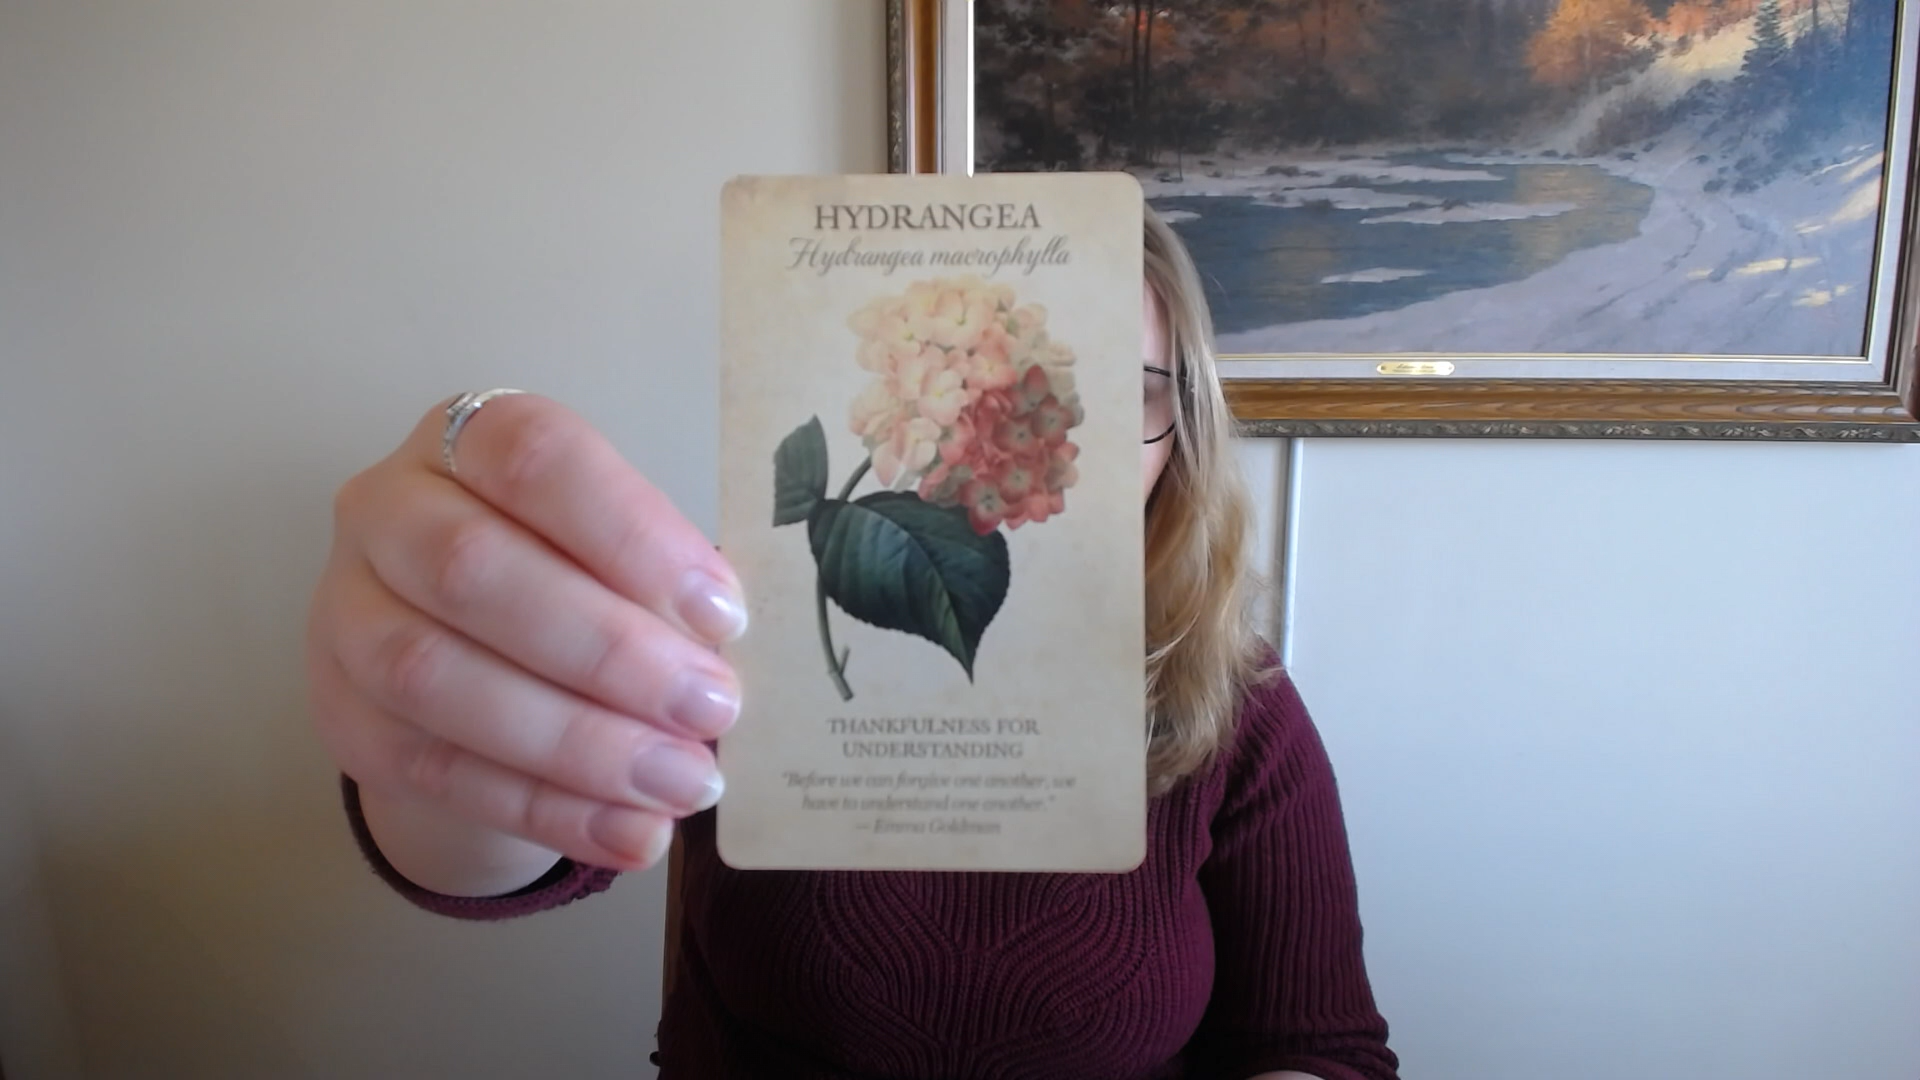 HYDRANGEA
Hydrangea macrophylla
THANKFULNESS FOR
UNDERSTANDING
"Before we can forgive one another, we
have to understand one another."
— Emma Goldman